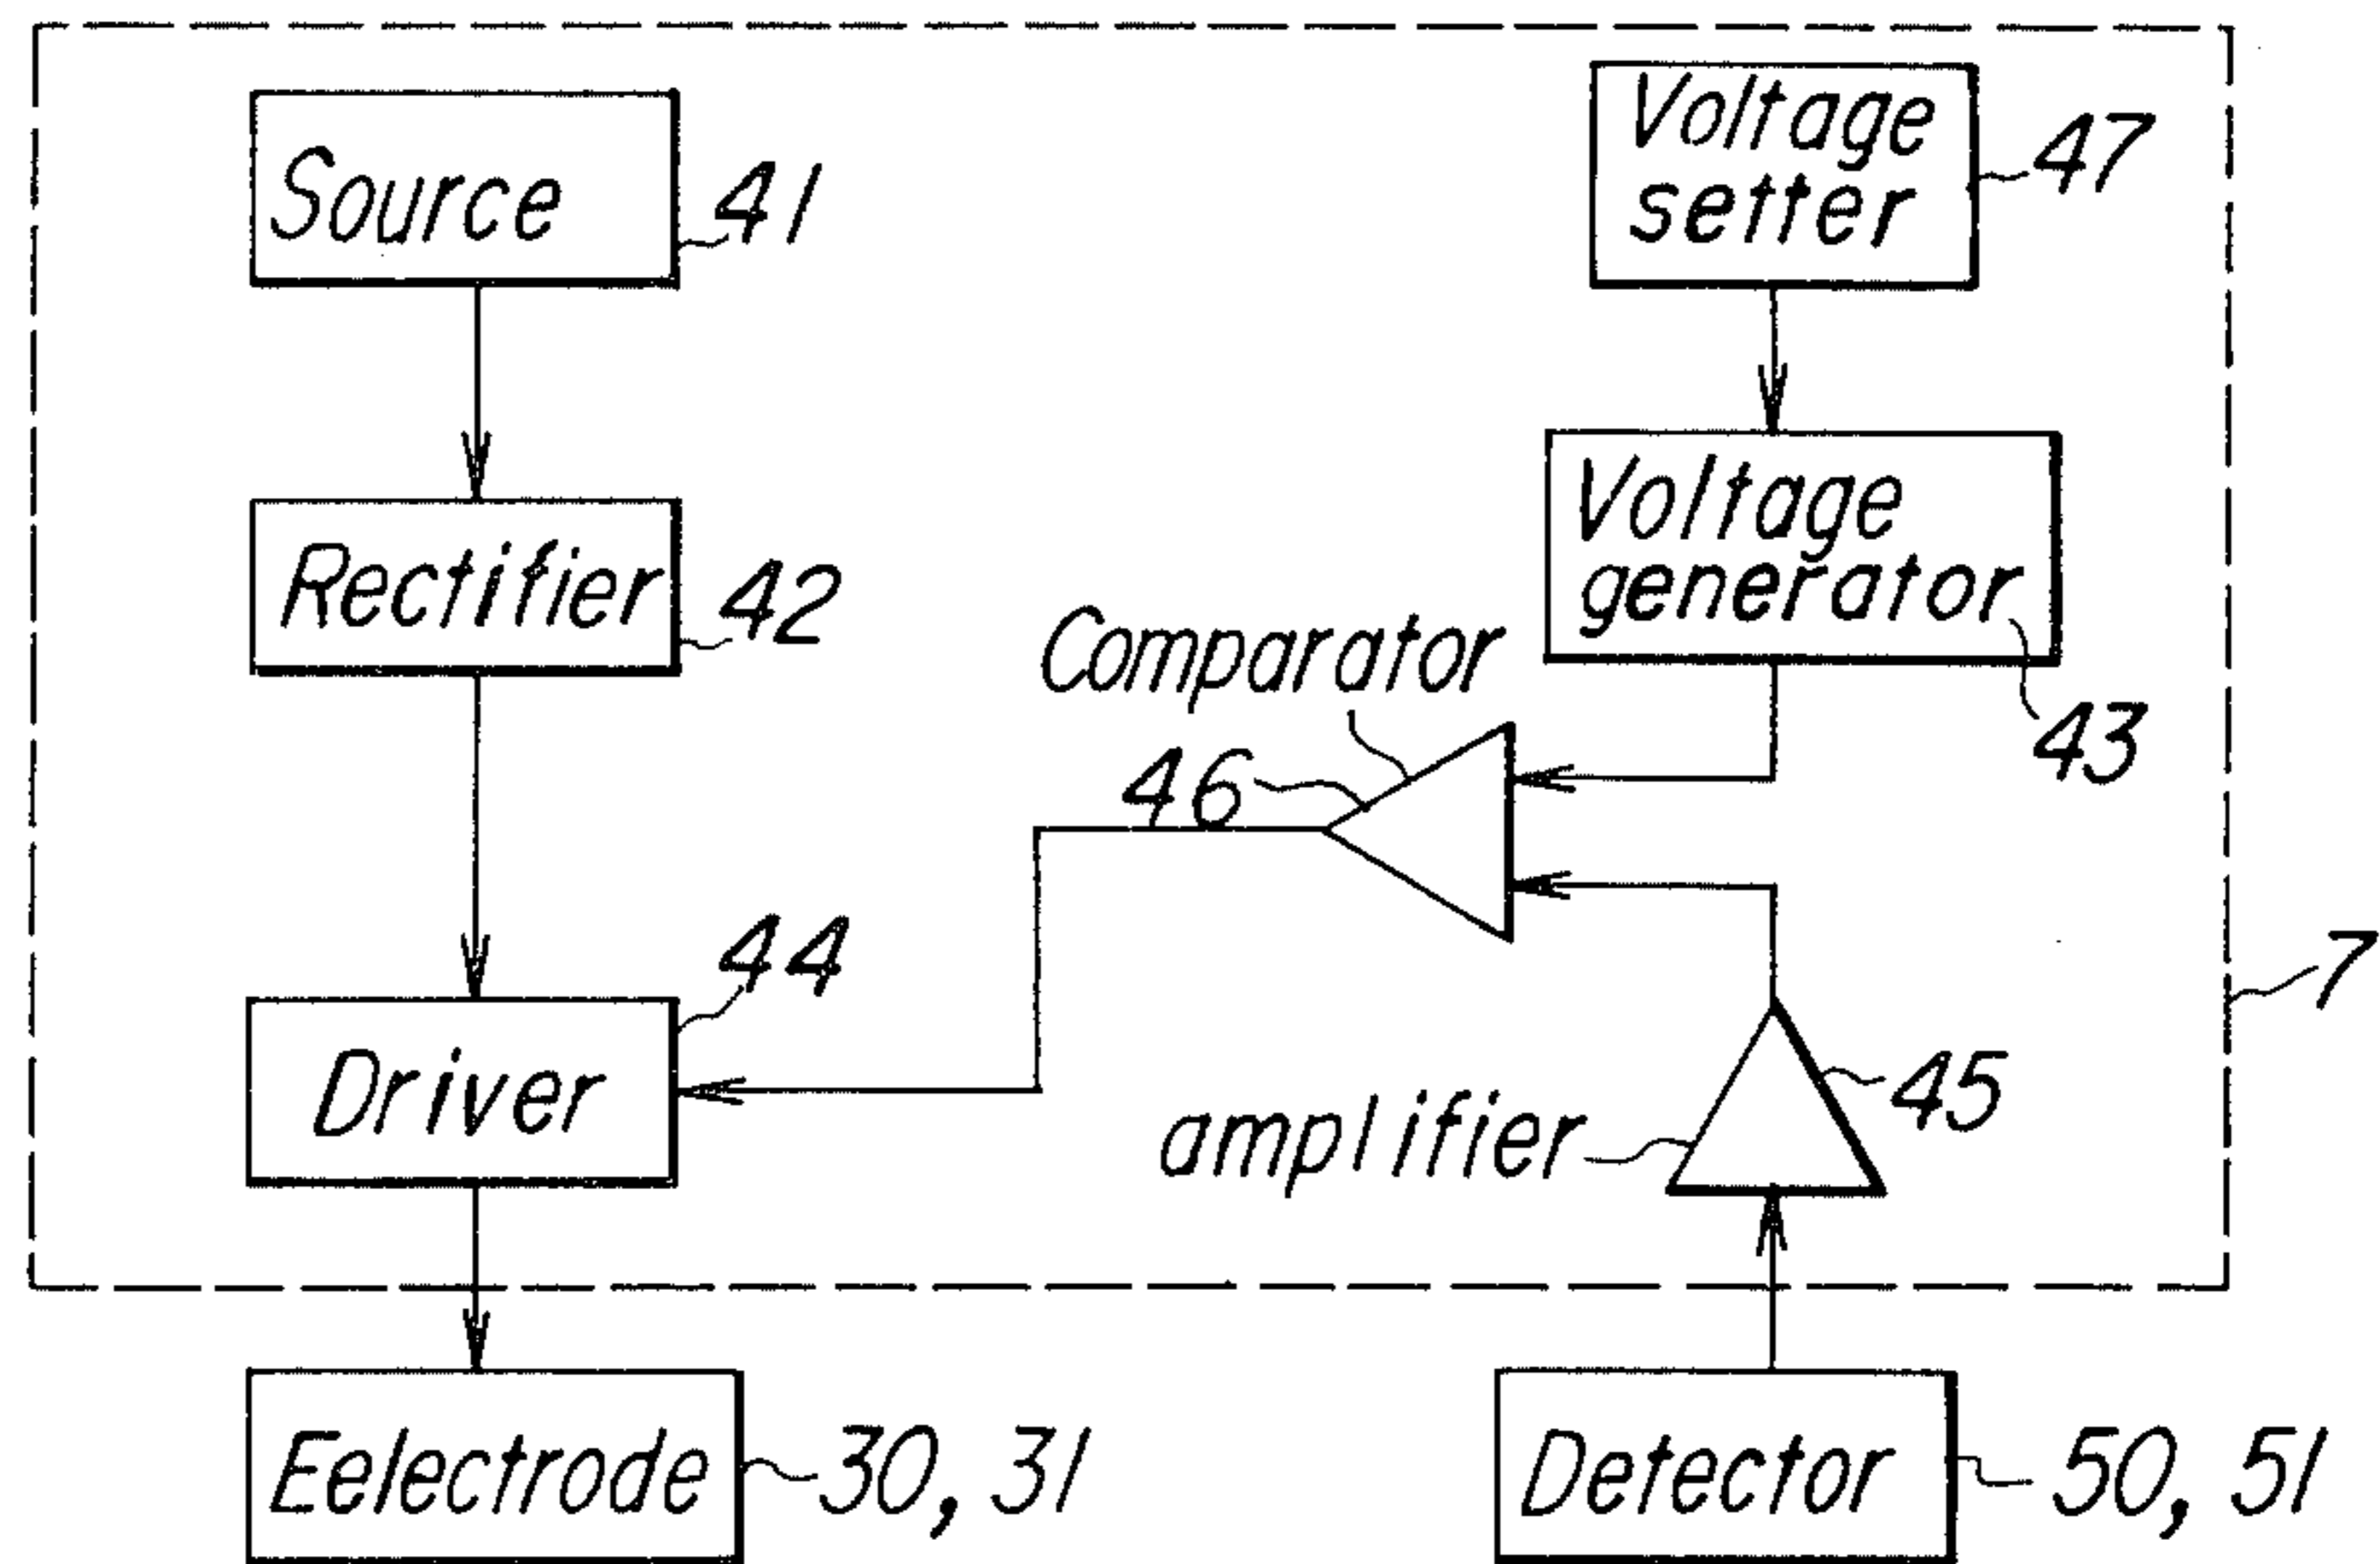 Source
41
Voltage
setter
47
Rectifier
42
Voltage
generator
43
Comparator
46
44
Driver
7
amplifier
45
Eelectrode
30, 31
Detector
50, 51